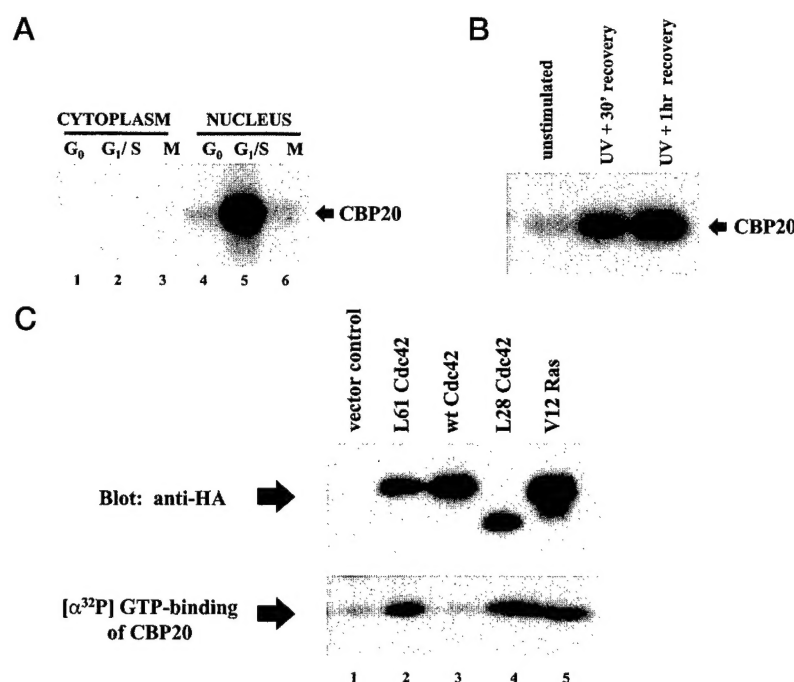 A
CYTOPLASM NUCLEUS
G₀ G₁/ S M G₀ G₁/S M
CBP20
1 2 3 4 5 6
B
unstimulated
UV + 30' recovery
UV + 1hr recovery
CBP20
C
vector control
L61 Cdc42
wt Cdc42
L28 Cdc42
V12 Ras
Blot: anti-HA
[α³²P] GTP-binding
of CBP20
1 2 3 4 5